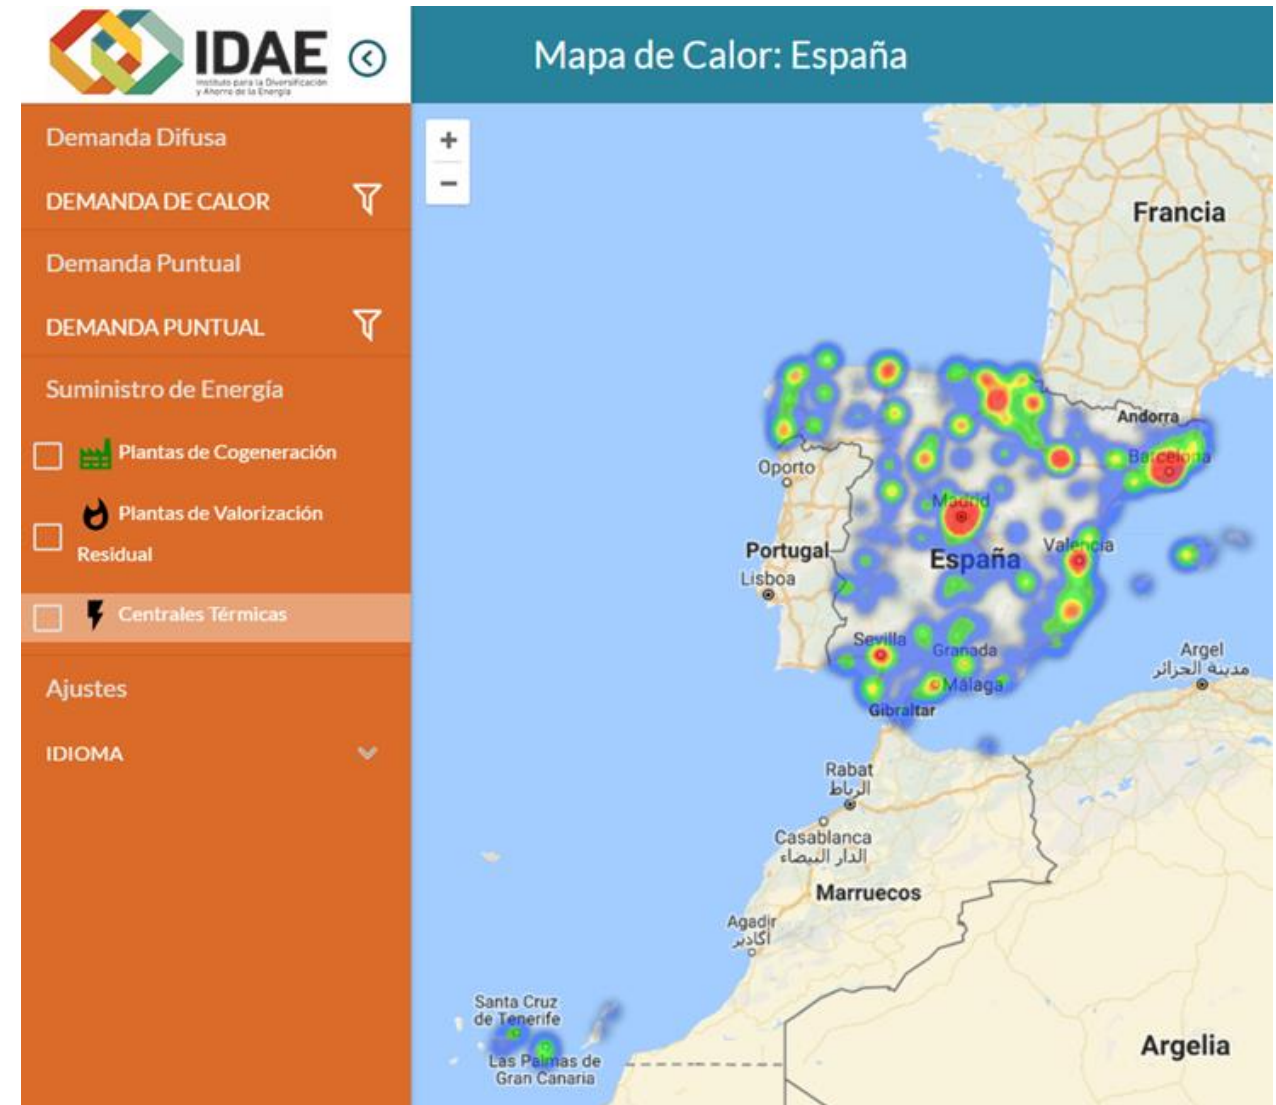 IDAE
Instituto para la Diversificación
y Ahorro de la Energía
Mapa de Calor: España
Demanda Difusa
DEMANDA DE CALOR
Demanda Puntual
DEMANDA PUNTUAL
Suministro de Energía
Plantas de Cogeneración
Plantas de Valorización
Residual
Centrales Térmicas
Ajustes
IDIOMA
+
−
Francia
Andorra
Barcelona
Oporto
Madrid
Portugal
España
Valencia
Lisboa
Sevilla
Granada
Málaga
Gibraltar
Argel
مدينة الجزائر
Rabat
الرباط
Casablanca
الدار البيضاء
Marruecos
Agadir
أكادير
Santa Cruz
de Tenerife
Las Palmas de
Gran Canaria
Argelia